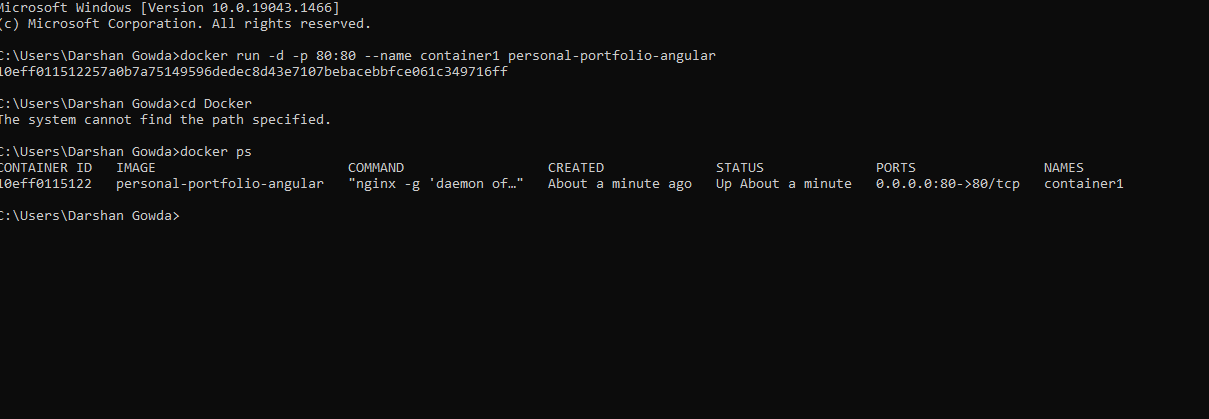 Microsoft Windows [Version 10.0.19043.1466]
(c) Microsoft Corporation. All rights reserved.
C:\Users\Darshan Gowda>docker run -d -p 80:80 --name container1 personal-portfolio-angular
10eff011512257a0b7a75149596dedec8d43e7107bebacebbfce061c349716ff
C:\Users\Darshan Gowda>cd Docker
The system cannot find the path specified.
C:\Users\Darshan Gowda>docker ps
CONTAINER ID IMAGE COMMAND CREATED STATUS PORTS NAMES
10eff0115122 personal-portfolio-angular "nginx -g 'daemon of…" About a minute ago Up About a minute 0.0.0.0:80->80/tcp container1
C:\Users\Darshan Gowda>